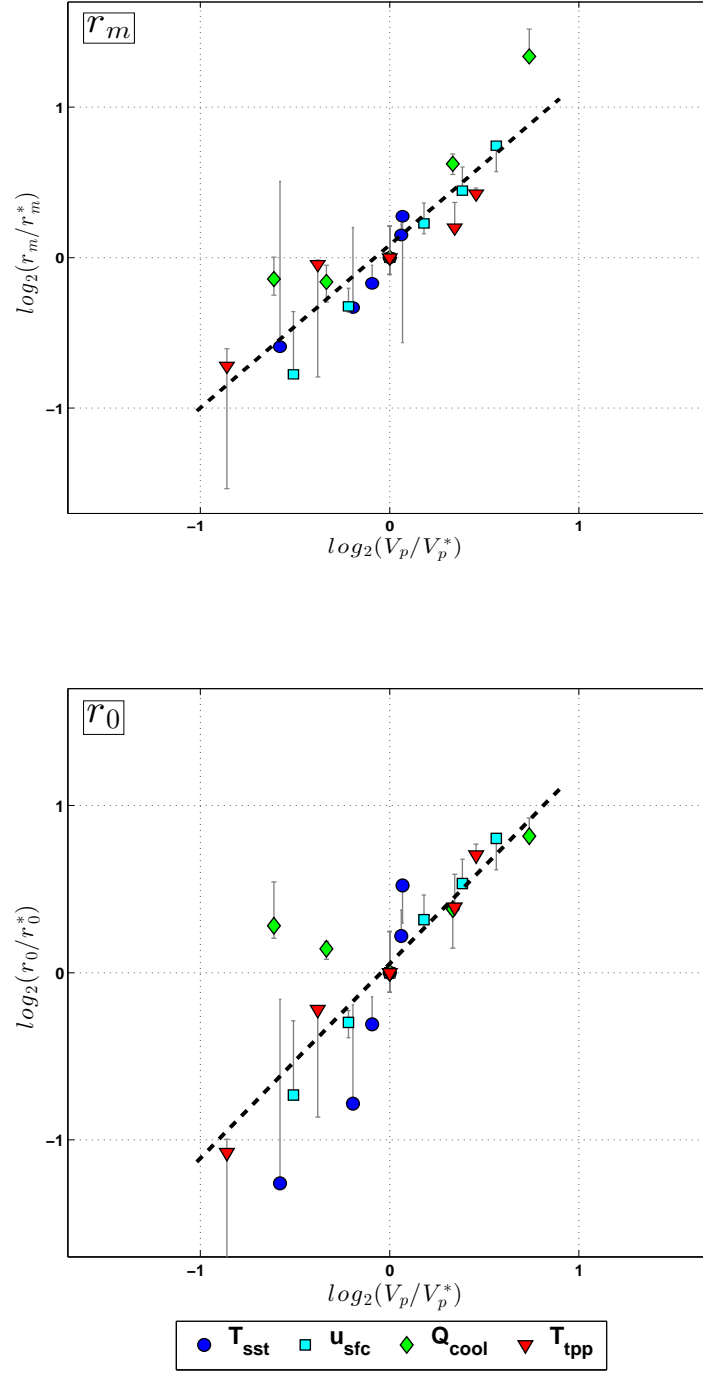 r_m
1
0
−1
log_2(r_m/r_m^*)
−1 0 1
log_2(V_p/V_p^*)
r_0
1
0
−1
log_2(r_0/r_0^*)
−1 0 1
log_2(V_p/V_p^*)
T_sst u_sfc Q_cool T_tpp